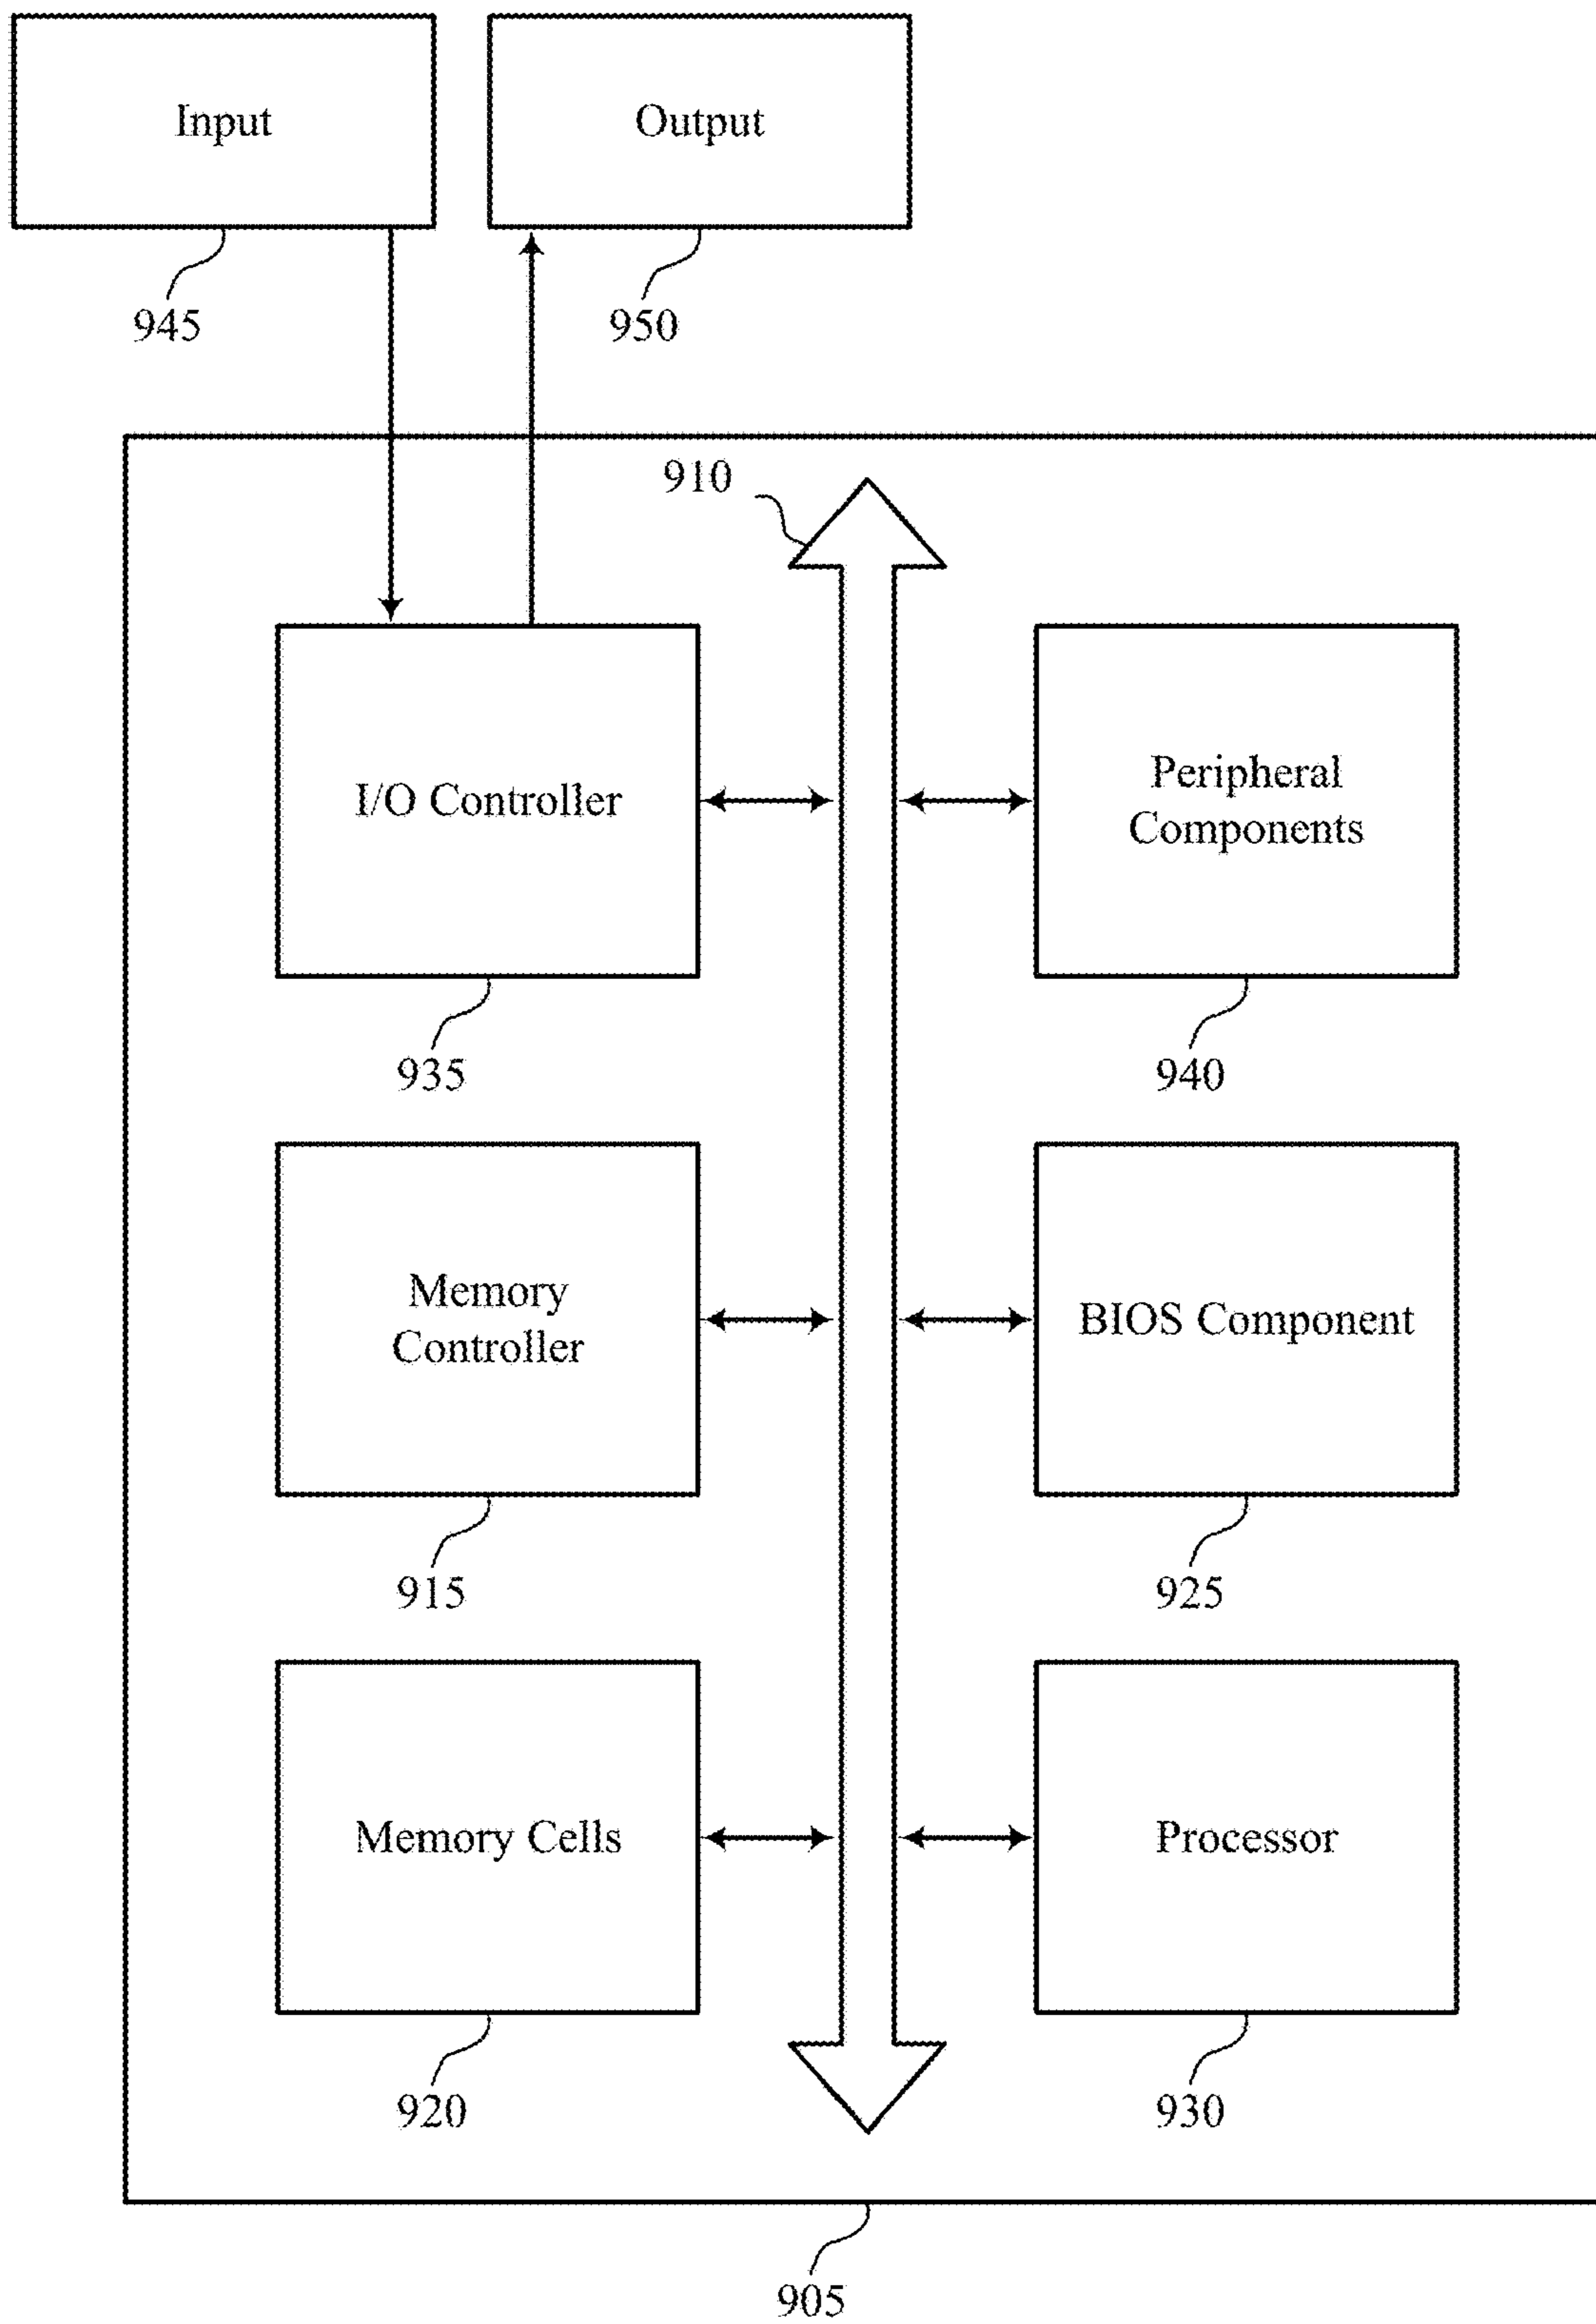 Input
Output
945
950
910
I/O Controller
Peripheral
Components
935
940
Memory
Controller
BIOS Component
915
925
Memory Cells
Processor
920
930
905